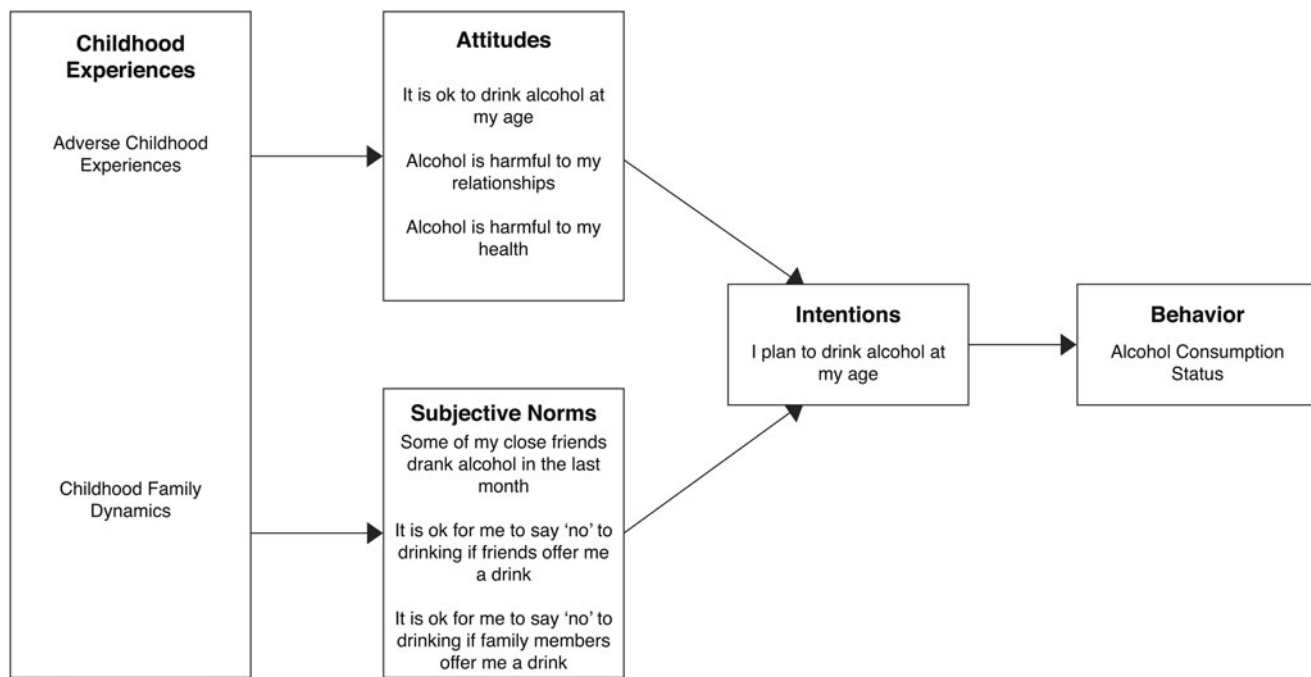 Childhood
Experiences
Adverse Childhood
Experiences
Childhood Family
Dynamics
Attitudes
It is ok to drink alcohol at
my age
Alcohol is harmful to my
relationships
Alcohol is harmful to my
health
Subjective Norms
Some of my close friends
drank alcohol in the last
month
It is ok for me to say ‘no’ to
drinking if friends offer me
a drink
It is ok for me to say ‘no’ to
drinking if family members
offer me a drink
Intentions
I plan to drink alcohol at
my age
Behavior
Alcohol Consumption
Status